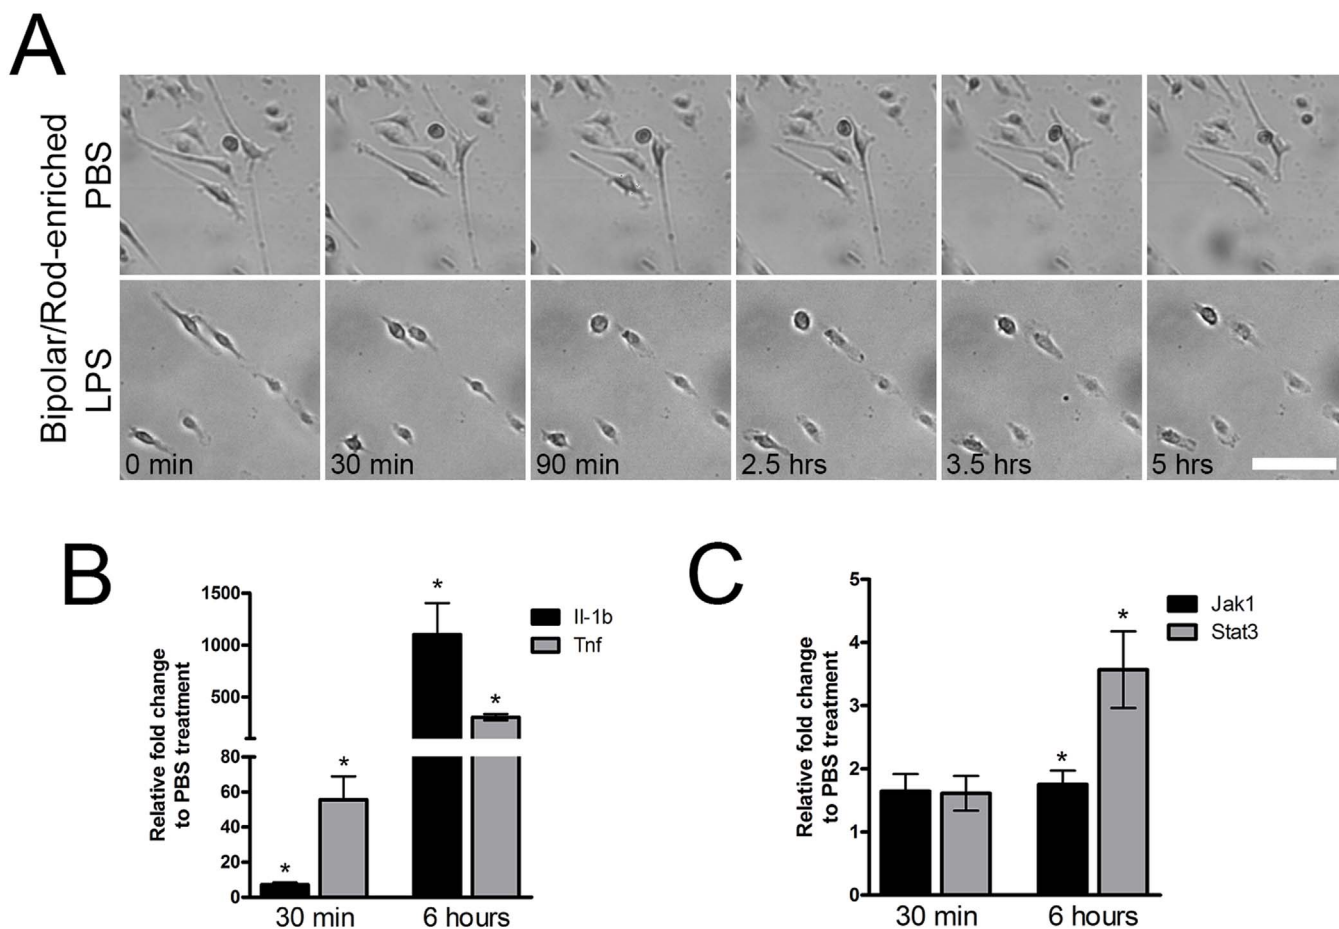 A
Bipolar/Rod-enriched
PBS
LPS
0 min
30 min
90 min
2.5 hrs
3.5 hrs
5 hrs
B
Relative fold change
to PBS treatment
1500
1000
500
80
60
40
20
0
*
*
*
*
Il-1b
Tnf
30 min
6 hours
C
Relative fold change
to PBS treatment
5
4
3
2
1
0
*
*
Jak1
Stat3
30 min
6 hours